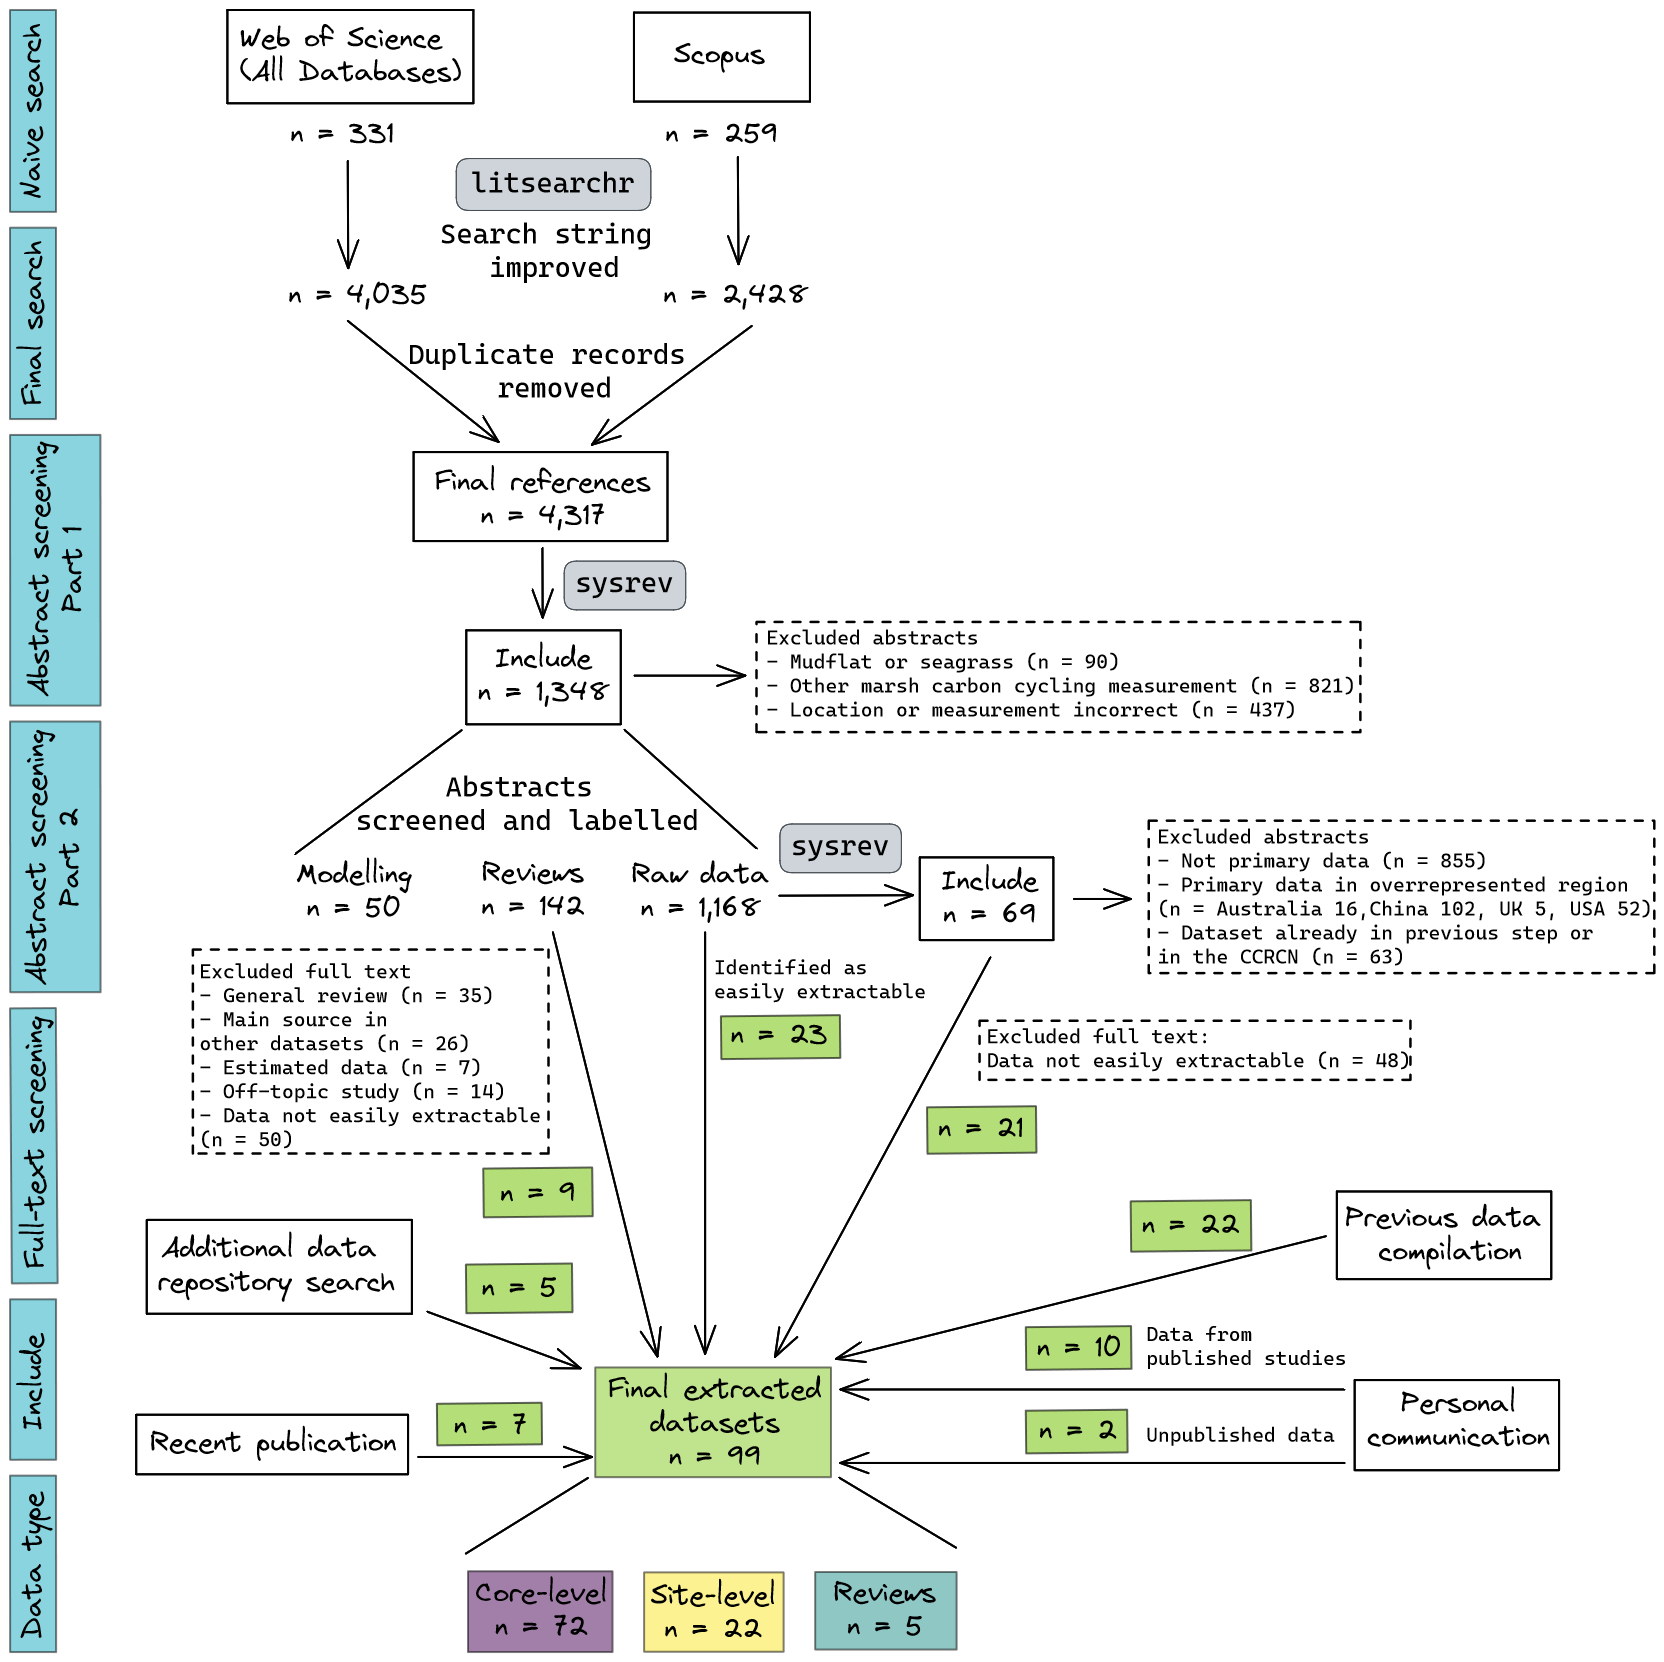 Naive search
Web of Science
(All Databases)
n = 331
Scopus
n = 259
litsearchr
Search string
improved
Final search
n = 4,035
n = 2,428
Duplicate records
removed
Abstract screening
Part 1
Final references
n = 4,317
sysrev
Include
n = 1,348
Excluded abstracts
- Mudflat or seagrass (n = 90)
- Other marsh carbon cycling measurement (n = 821)
- Location or measurement incorrect (n = 437)
Abstract screening
Part 2
Abstracts
screened and labelled
Modelling
n = 50
Reviews
n = 142
Raw data
n = 1,168
sysrev
Include
n = 69
Excluded abstracts
- Not primary data (n = 855)
- Primary data in overrepresented region
(n = Australia 16,China 102, UK 5, USA 52)
- Dataset already in previous step or
in the CCRCN (n = 63)
Full-text screening
Excluded full text
- General review (n = 35)
- Main source in
other datasets (n = 26)
- Estimated data (n = 7)
- Off-topic study (n = 14)
- Data not easily extractable
(n = 50)
n = 9
Identified as
easily extractable
n = 23
Excluded full text:
Data not easily extractable (n = 48)
n = 21
Additional data
repository search
n = 5
n = 22
Previous data
compilation
Include
Recent publication
n = 7
Final extracted
datasets
n = 99
n = 10
Data from
published studies
n = 2
Unpublished data
Personal
communication
Data type
Core-level
n = 72
Site-level
n = 22
Reviews
n = 5